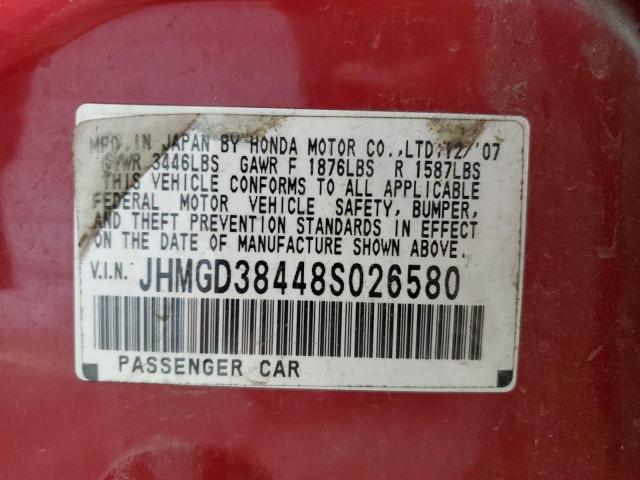 MFD. IN JAPAN BY HONDA MOTOR CO.,LTD;12/'07
GVWR 3446LBS GAWR F 1876LBS R 1587LBS
THIS VEHICLE CONFORMS TO ALL APPLICABLE
FEDERAL MOTOR VEHICLE SAFETY, BUMPER,
AND THEFT PREVENTION STANDARDS IN EFFECT
ON THE DATE OF MANUFACTURE SHOWN ABOVE.
V.I.N. JHMGD38448S026580
PASSENGER CAR